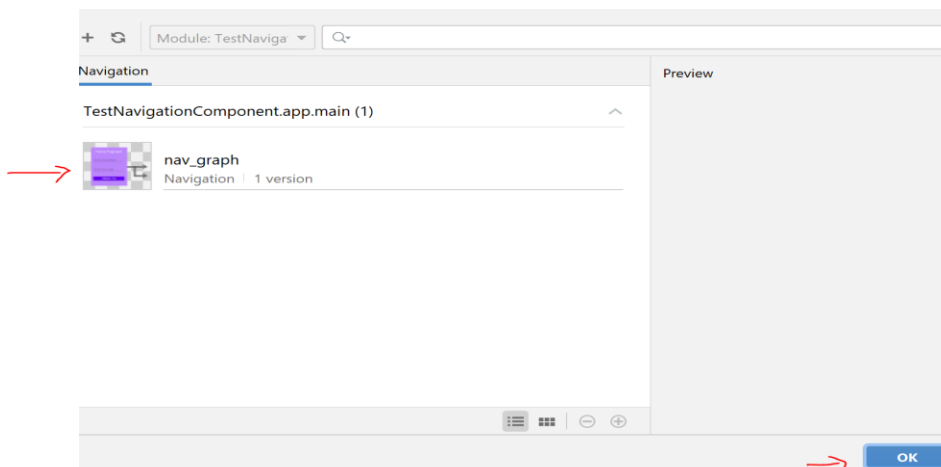 Module: TestNaviga
Navigation
Preview
TestNavigationComponent.app.main (1)
nav_graph
Navigation | 1 version
OK